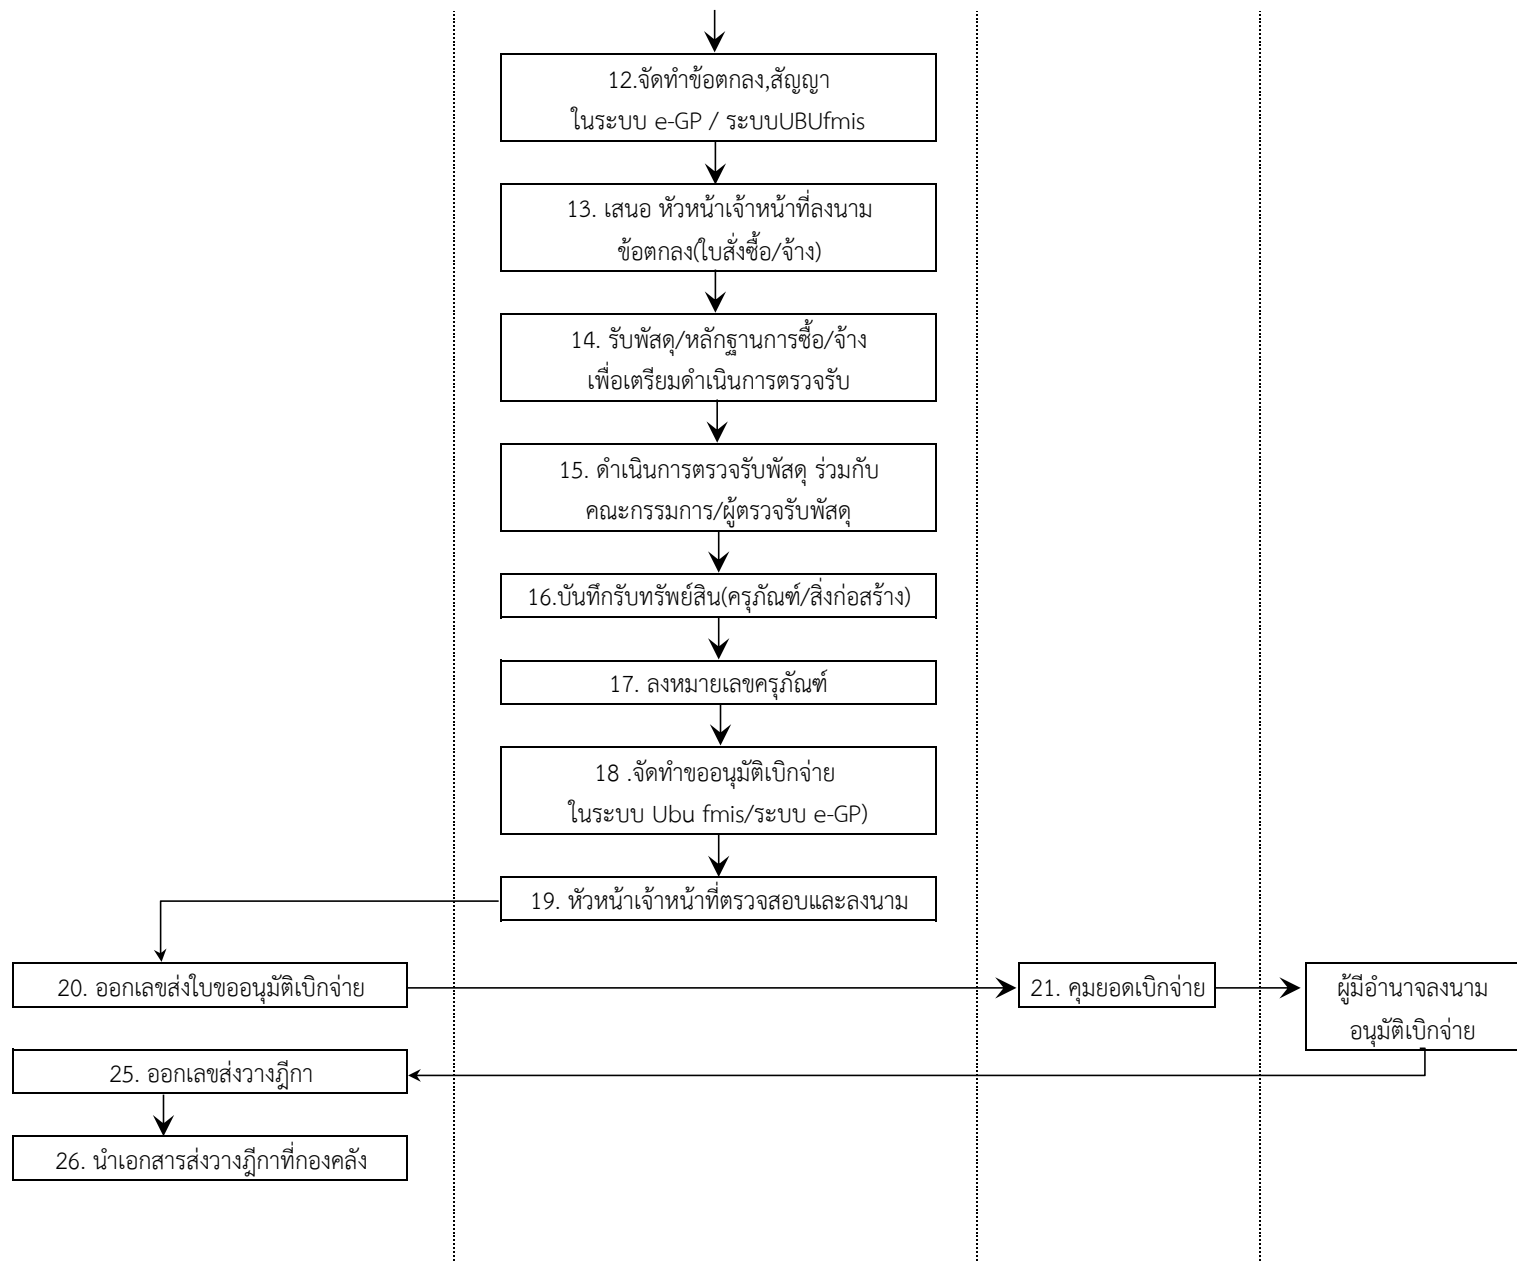 12.จัดทำข้อตกลง,สัญญา
ในระบบ e-GP / ระบบUBUfmis
13. เสนอ หัวหน้าเจ้าหน้าที่ลงนาม
ข้อตกลง(ใบสั่งซื้อ/จ้าง)
14. รับพัสดุ/หลักฐานการซื้อ/จ้าง
เพื่อเตรียมดำเนินการตรวจรับ
15. ดำเนินการตรวจรับพัสดุ ร่วมกับ
คณะกรรมการ/ผู้ตรวจรับพัสดุ
16.บันทึกรับทรัพย์สิน(ครุภัณฑ์/สิ่งก่อสร้าง)
17. ลงหมายเลขครุภัณฑ์
18 .จัดทำขออนุมัติเบิกจ่าย
ในระบบ Ubu fmis/ระบบ e-GP)
19. หัวหน้าเจ้าหน้าที่ตรวจสอบและลงนาม
20. ออกเลขส่งใบขออนุมัติเบิกจ่าย
21. คุมยอดเบิกจ่าย
ผู้มีอำนาจลงนาม
อนุมัติเบิกจ่าย
25. ออกเลขส่งวางฎีกา
26. นำเอกสารส่งวางฎีกาที่กองคลัง